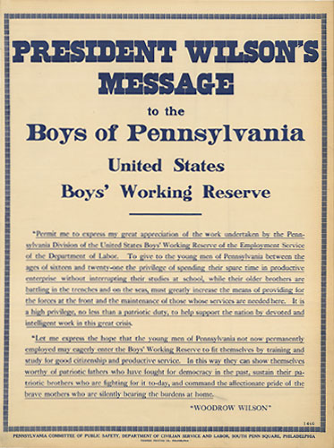 PRESIDENT WILSON'S
MESSAGE
to the
Boys of Pennsylvania
United States
Boys' Working Reserve
"Permit me to express my great appreciation of the work undertaken by the Penn-
sylvania Division of the United States Boys' Working Reserve of the Employment Service
of the Department of Labor. To give to the young men of Pennsylvania between the
ages of sixteen and twenty-one the privilege of spending their spare time in productive
enterprise without interrupting their studies at school, while their older brothers are
battling in the trenches and on the seas, must greatly increase the means of providing for
the forces at the front and the maintenance of those whose services are needed here. It is
a high privilege, no less than a patriotic duty, to help support the nation by devoted and
intelligent work in this great crisis.
"Let me express the hope that the young men of Pennsylvania not now permanently
employed may eagerly enter the Boys' Working Reserve to fit themselves by training and
study for good citizenship and productive service. In this way they can show themselves
worthy of patriotic fathers who have fought for democracy in the past, sustain their pa-
triotic brothers who are fighting for it to-day, and command the affectionate pride of the
brave mothers who are silently bearing the burdens at home.
"WOODROW WILSON"
PENNSYLVANIA COMMITTEE OF PUBLIC SAFETY, DEPARTMENT OF CIVILIAN SERVICE AND LABOR, SOUTH PENN SQUARE, PHILADELPHIA